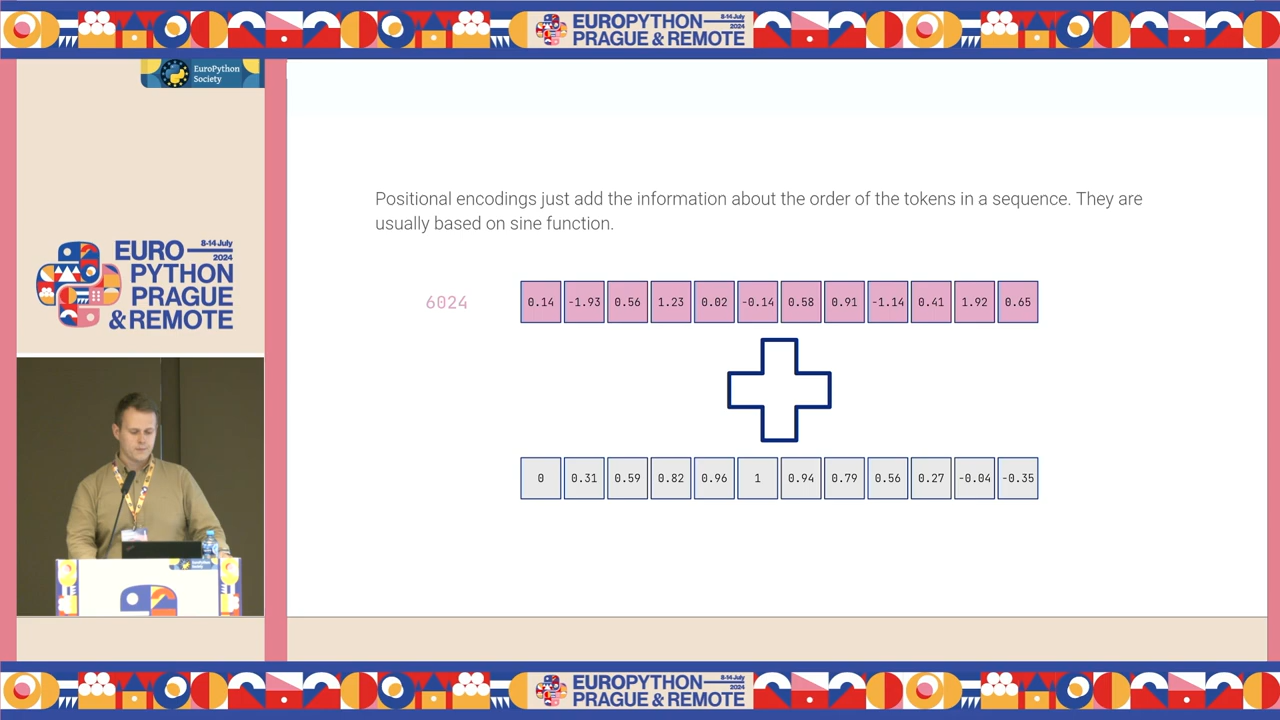 EUROPYTHON
8-14 July
2024
PRAGUE & REMOTE
EuroPython
Society
EURO
8-14 July
2024
PYTHON
PRAGUE
& REMOTE
Positional encodings just add the information about the order of the tokens in a sequence. They are
usually based on sine function.
6024 0.14 -1.93 0.56 1.23 0.02 -0.14 0.58 0.91 -1.14 0.41 1.92 0.65
0 0.31 0.59 0.82 0.96 1 0.94 0.79 0.56 0.27 -0.04 -0.35
EuroPython
Society
EUROPYTHON
8-14 July
2024
PRAGUE & REMOTE